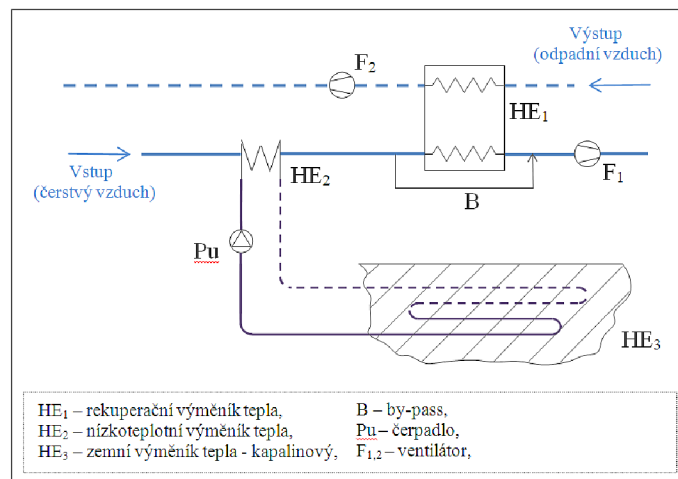 Výstup
(odpadní vzduch)
F2
HE1
Vstup
(čerstvý vzduch)
HE2
F1
B
Pu
HE3
HE1 – rekuperační výměník tepla,
HE2 – nízkoteplotní výměník tepla,
HE3 – zemní výměník tepla - kapalinový,
B – by-pass,
Pu – čerpadlo,
F1,2 – ventilátor,